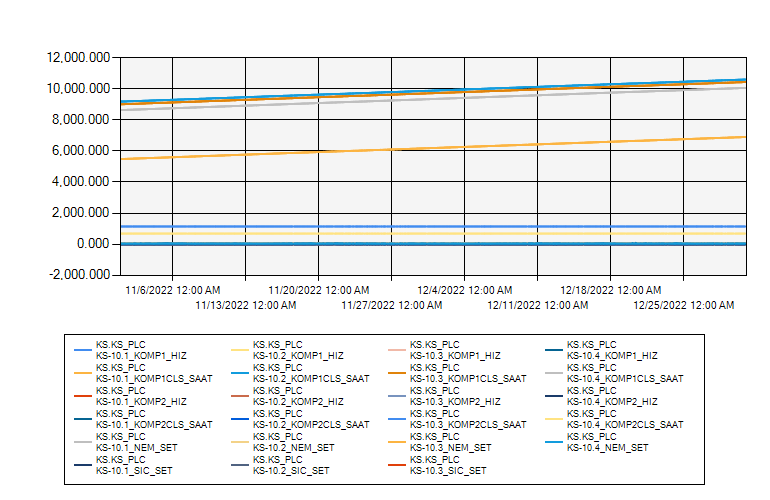 12,000.000
10,000.000
8,000.000
6,000.000
4,000.000
2,000.000
0.000
-2,000.000
11/6/2022 12:00 AM
11/20/2022 12:00 AM
12/4/2022 12:00 AM
12/18/2022 12:00 AM
11/13/2022 12:00 AM
11/27/2022 12:00 AM
12/11/2022 12:00 AM
12/25/2022 12:00 AM
KS.KS_PLC KS.KS_PLC KS.KS_PLC KS.KS_PLC
KS-10.1_KOMP1_HIZ KS-10.2_KOMP1_HIZ KS-10.3_KOMP1_HIZ KS-10.4_KOMP1_HIZ
KS.KS_PLC KS.KS_PLC KS.KS_PLC KS.KS_PLC
KS-10.1_KOMP1CLS_SAAT KS-10.2_KOMP1CLS_SAAT KS-10.3_KOMP1CLS_SAAT KS-10.4_KOMP1CLS_SAAT
KS.KS_PLC KS.KS_PLC KS.KS_PLC KS.KS_PLC
KS-10.1_KOMP2_HIZ KS-10.2_KOMP2_HIZ KS-10.3_KOMP2_HIZ KS-10.4_KOMP2_HIZ
KS.KS_PLC KS.KS_PLC KS.KS_PLC KS.KS_PLC
KS-10.1_KOMP2CLS_SAAT KS-10.2_KOMP2CLS_SAAT KS-10.3_KOMP2CLS_SAAT KS-10.4_KOMP2CLS_SAAT
KS.KS_PLC KS.KS_PLC KS.KS_PLC KS.KS_PLC
KS-10.1_NEM_SET KS-10.2_NEM_SET KS-10.3_NEM_SET KS-10.4_NEM_SET
KS.KS_PLC KS.KS_PLC KS.KS_PLC
KS-10.1_SIC_SET KS-10.2_SIC_SET KS-10.3_SIC_SET